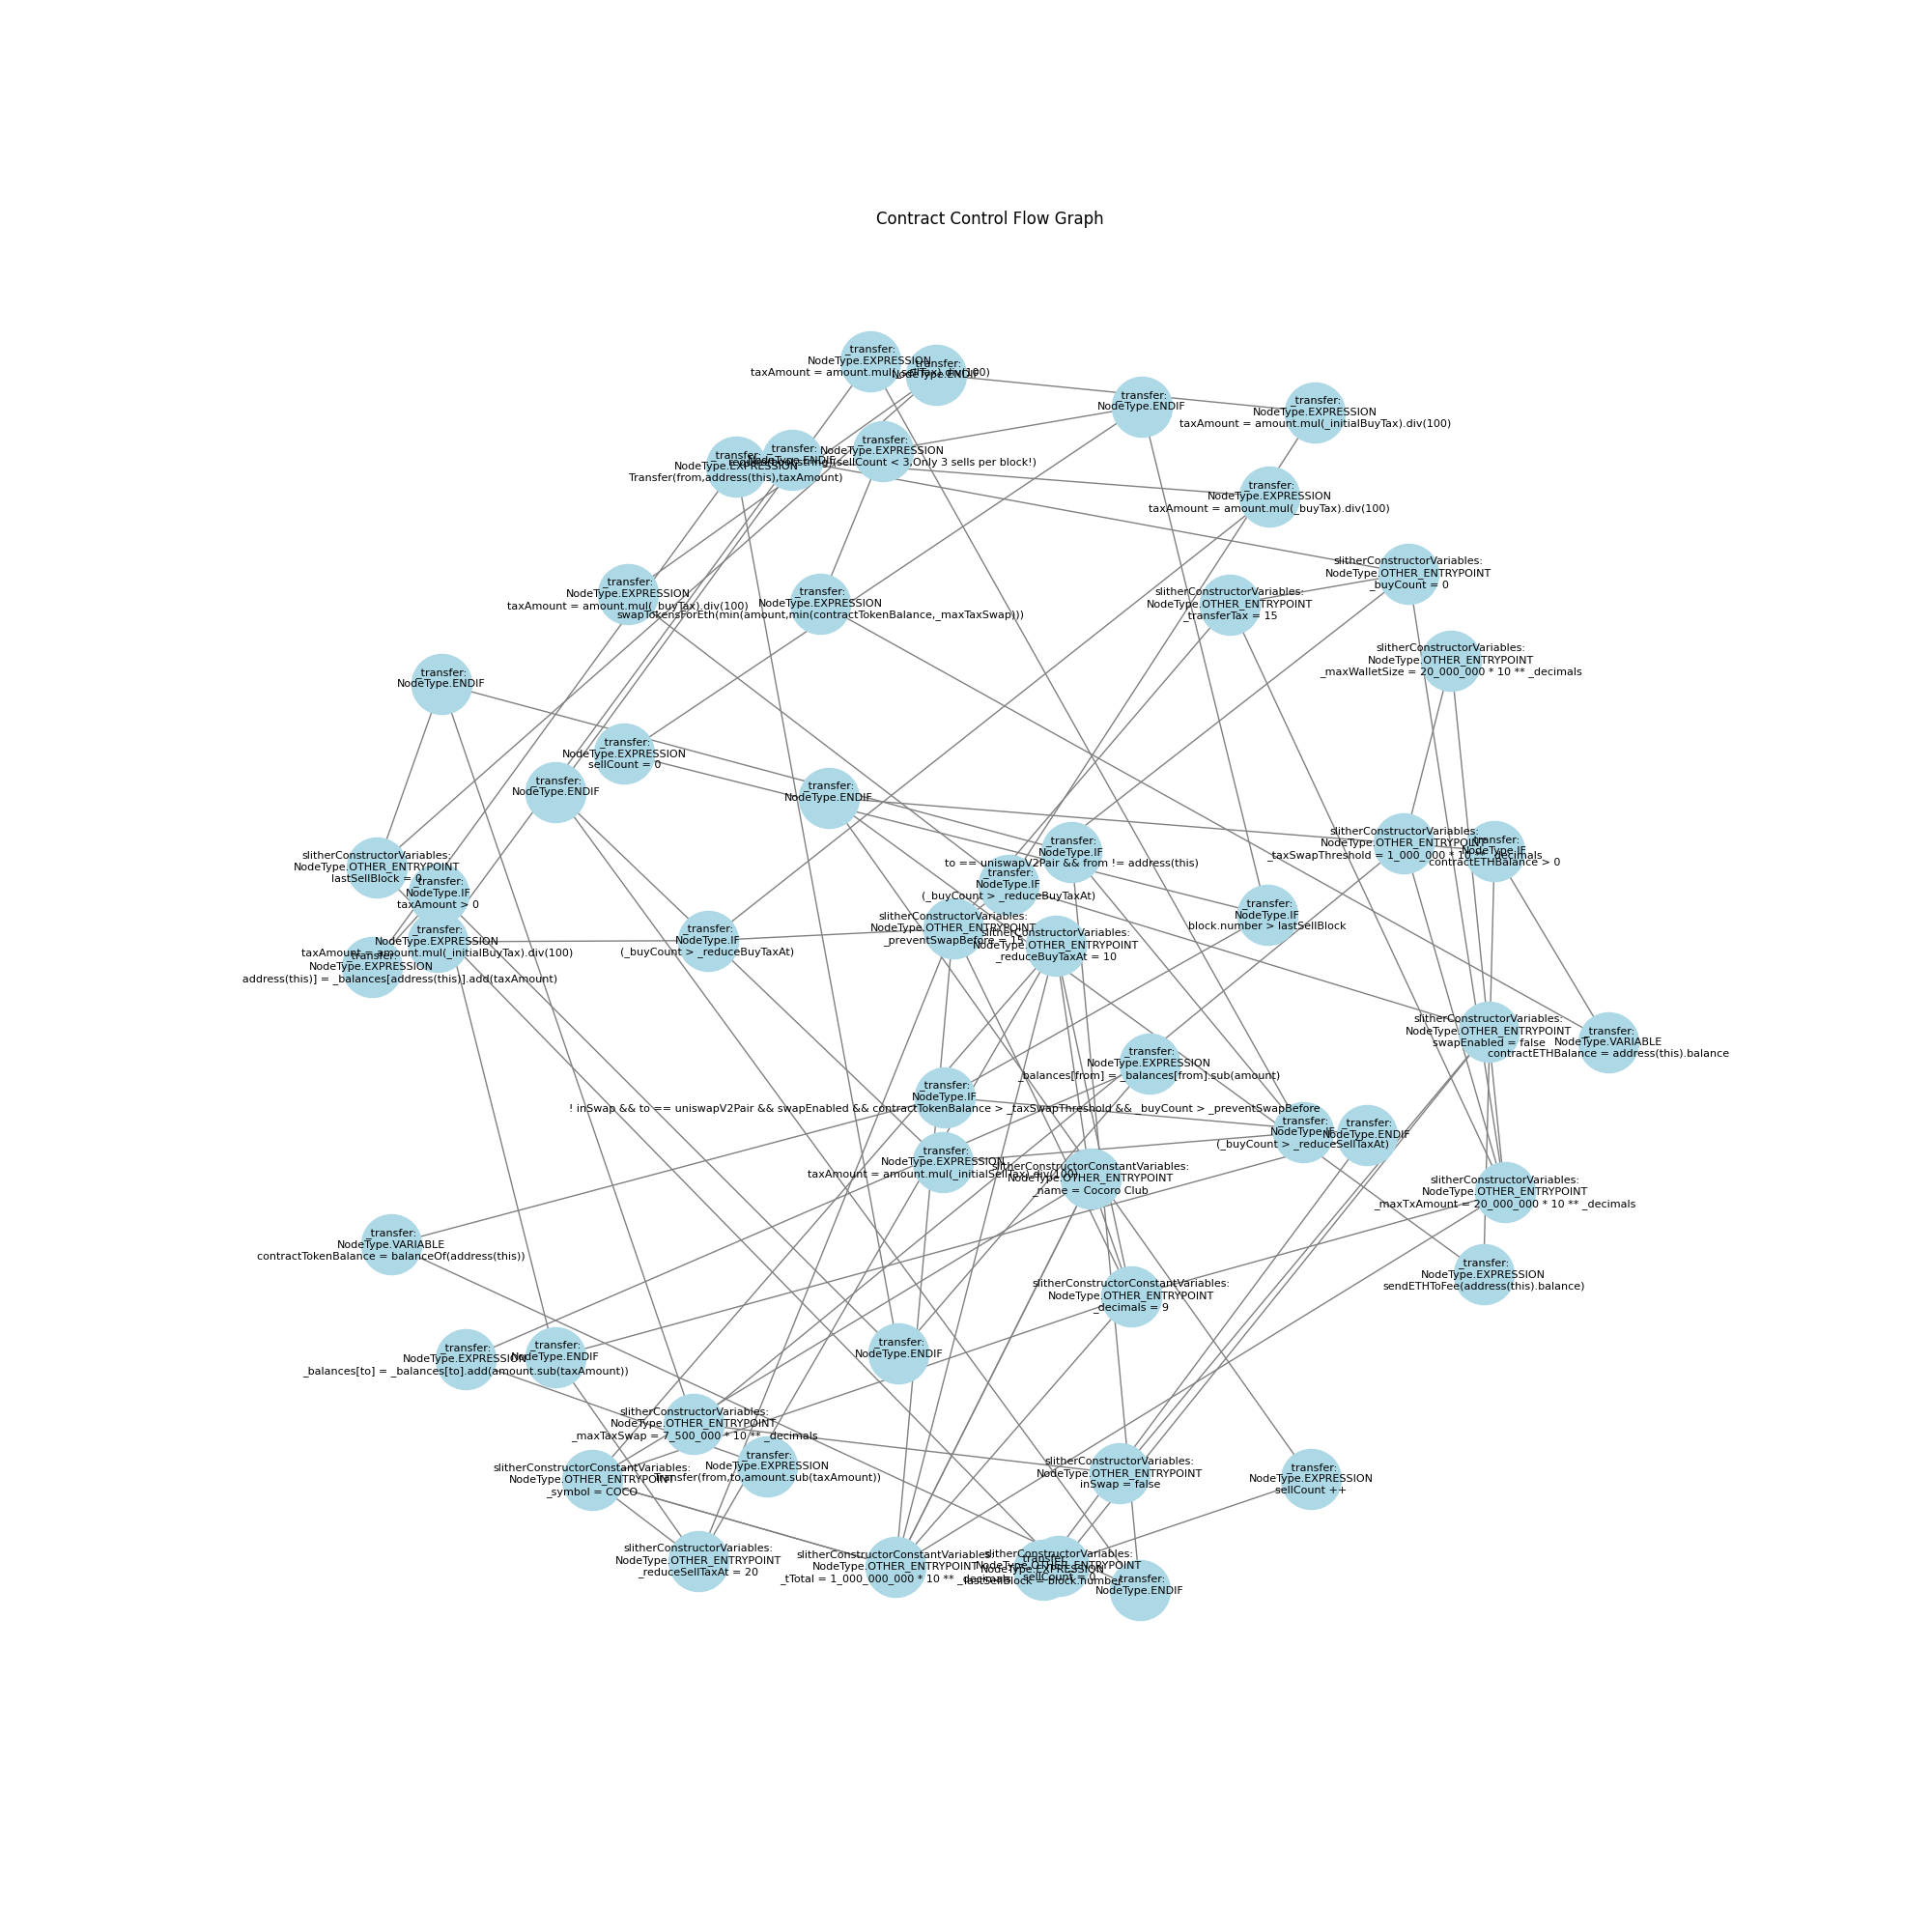 Contract Control Flow Graph
_transfer:
NodeType.EXPRESSION
taxAmount = amount.mul(_sellTax).div(100)
_transfer:
NodeType.ENDIF
_transfer:
NodeType.ENDIF
_transfer:
NodeType.EXPRESSION
taxAmount = amount.mul(_initialBuyTax).div(100)
_transfer:
NodeType.EXPRESSION
Transfer(from,address(this),taxAmount)
_transfer:
NodeType.ENDIF
_transfer:
NodeType.EXPRESSION
(sellCount < 3,Only 3 sells per block!)
_transfer:
NodeType.EXPRESSION
taxAmount = amount.mul(_buyTax).div(100)
slitherConstructorVariables:
NodeType.OTHER_ENTRYPOINT
_buyCount = 0
_transfer:
NodeType.EXPRESSION
taxAmount = amount.mul(_buyTax).div(100)
_transfer:
NodeType.EXPRESSION
swapTokensForEth(min(amount,min(contractTokenBalance,_maxTaxSwap)))
slitherConstructorVariables:
NodeType.OTHER_ENTRYPOINT
_transferTax = 15
slitherConstructorVariables:
NodeType.OTHER_ENTRYPOINT
_maxWalletSize = 20_000_000 * 10 ** _decimals
_transfer:
NodeType.ENDIF
_transfer:
NodeType.EXPRESSION
sellCount = 0
_transfer:
NodeType.ENDIF
_transfer:
NodeType.ENDIF
_transfer:
NodeType.IF
to == uniswapV2Pair && from != address(this)
slitherConstructorVariables:
NodeType.OTHER_ENTRYPOINT
_taxSwapThreshold = 1_000_000 * 10 ** _decimals
_transfer:
NodeType.IF
contractETHBalance > 0
slitherConstructorVariables:
NodeType.OTHER_ENTRYPOINT
lastSellBlock = 0
_transfer:
NodeType.IF
taxAmount > 0
_transfer:
NodeType.IF
(_buyCount > _reduceBuyTaxAt)
slitherConstructorVariables:
NodeType.OTHER_ENTRYPOINT
_preventSwapBefore = 15
_transfer:
NodeType.IF
block.number > lastSellBlock
_transfer:
NodeType.EXPRESSION
taxAmount = amount.mul(_initialBuyTax).div(100)
_transfer:
NodeType.IF
(_buyCount > _reduceBuyTaxAt)
slitherConstructorVariables:
NodeType.OTHER_ENTRYPOINT
_reduceBuyTaxAt = 10
_transfer:
NodeType.EXPRESSION
address(this)] = _balances[address(this)].add(taxAmount)
slitherConstructorVariables:
NodeType.OTHER_ENTRYPOINT
swapEnabled = false
_transfer:
NodeType.VARIABLE
contractETHBalance = address(this).balance
_transfer:
NodeType.EXPRESSION
_balances[from] = _balances[from].sub(amount)
_transfer:
NodeType.IF
! inSwap && to == uniswapV2Pair && swapEnabled && contractTokenBalance > _taxSwapThreshold && _buyCount > _preventSwapBefore
_transfer:
NodeType.IF
(_buyCount > _reduceSellTaxAt)
_transfer:
NodeType.ENDIF
_transfer:
NodeType.EXPRESSION
taxAmount = amount.mul(_initialSellTax).div(100)
slitherConstructorConstantVariables:
NodeType.OTHER_ENTRYPOINT
_name = Cocoro Club
slitherConstructorVariables:
NodeType.OTHER_ENTRYPOINT
_maxTxAmount = 20_000_000 * 10 ** _decimals
_transfer:
NodeType.VARIABLE
contractTokenBalance = balanceOf(address(this))
_transfer:
NodeType.EXPRESSION
sendETHToFee(address(this).balance)
slitherConstructorConstantVariables:
NodeType.OTHER_ENTRYPOINT
_decimals = 9
_transfer:
NodeType.EXPRESSION
_balances[to] = _balances[to].add(amount.sub(taxAmount))
_transfer:
NodeType.ENDIF
_transfer:
NodeType.ENDIF
slitherConstructorVariables:
NodeType.OTHER_ENTRYPOINT
_maxTaxSwap = 7_500_000 * 10 ** _decimals
slitherConstructorConstantVariables:
NodeType.OTHER_ENTRYPOINT
_symbol = COCO
_transfer:
NodeType.EXPRESSION
Transfer(from,to,amount.sub(taxAmount))
slitherConstructorVariables:
NodeType.OTHER_ENTRYPOINT
inSwap = false
_transfer:
NodeType.EXPRESSION
sellCount ++
slitherConstructorVariables:
NodeType.OTHER_ENTRYPOINT
_reduceSellTaxAt = 20
slitherConstructorConstantVariables:
NodeType.OTHER_ENTRYPOINT
_tTotal = 1_000_000_000 * 10 ** _decimals
slitherConstructorVariables:
NodeType.OTHER_ENTRYPOINT
sellCount = 0
_transfer:
NodeType.EXPRESSION
lastSellBlock = block.number
_transfer:
NodeType.ENDIF